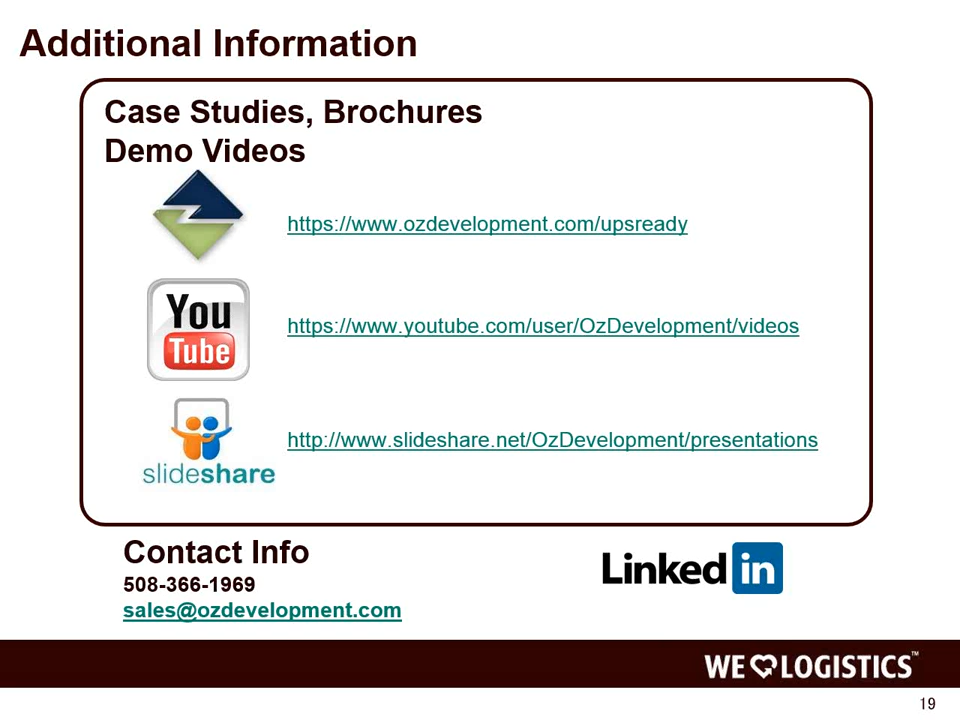 Additional Information
Case Studies, Brochures
Demo Videos
https://www.ozdevelopment.com/upsready
You
Tube
https://www.youtube.com/user/OzDevelopment/videos
http://www.slideshare.net/OzDevelopment/presentations
slideshare
Contact Info
508-366-1969
sales@ozdevelopment.com
Linked in
WE LOGISTICS™
19